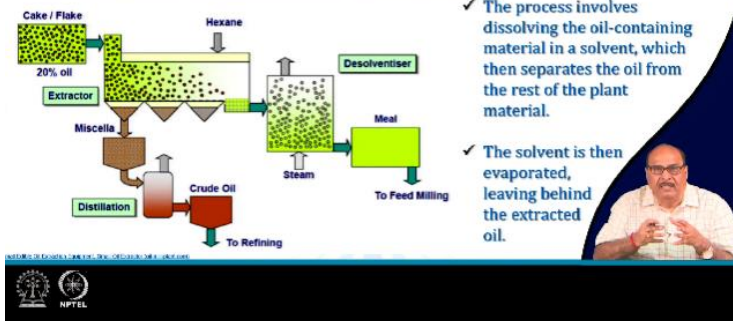 Cake / Flake
Hexane
20% oil
Extractor
Desolventiser
Miscella
Meal
Steam
Crude Oil
To Feed Milling
Distillation
To Refining
✓ The process involves
dissolving the oil-containing
material in a solvent, which
then separates the oil from
the rest of the plant
material.
✓ The solvent is then
evaporated,
leaving behind
the extracted
oil.
NPTEL